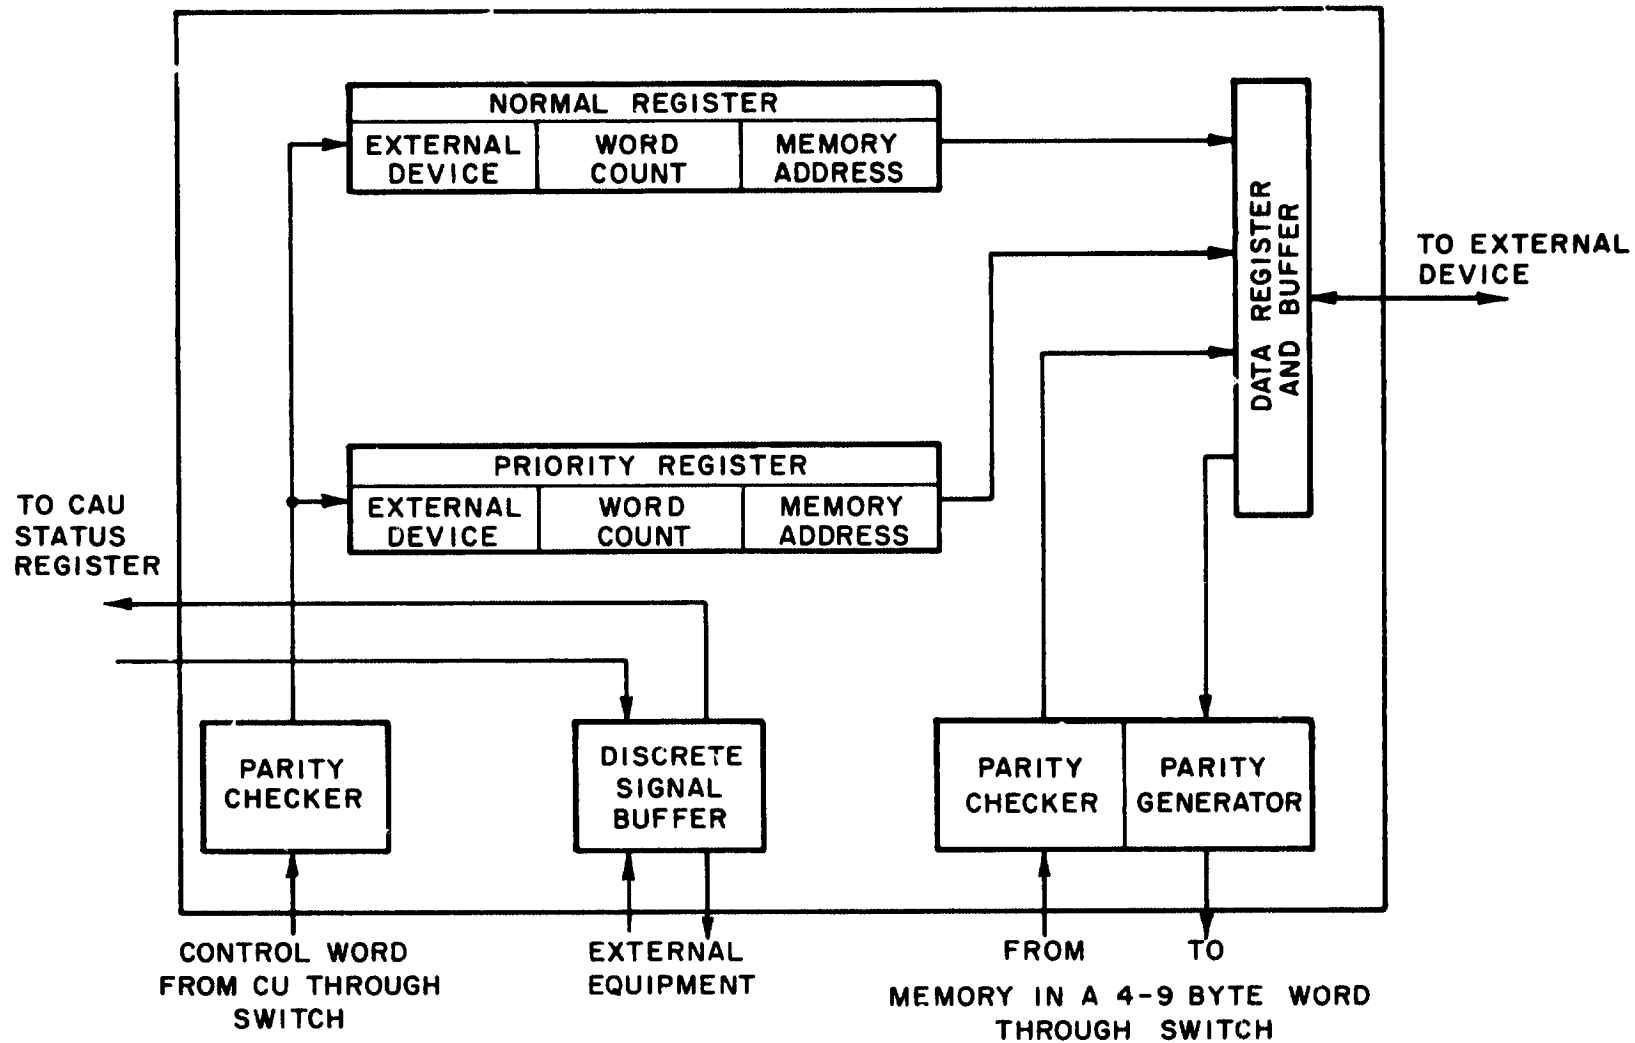 NORMAL REGISTER
EXTERNAL DEVICE
WORD COUNT
MEMORY ADDRESS
DATA REGISTER
AND BUFFER
TO EXTERNAL
DEVICE
PRIORITY REGISTER
EXTERNAL DEVICE
WORD COUNT
MEMORY ADDRESS
TO CAU
STATUS
REGISTER
PARITY
CHECKER
DISCRETE
SIGNAL
BUFFER
PARITY
CHECKER
PARITY
GENERATOR
CONTROL WORD
FROM CU THROUGH
SWITCH
EXTERNAL
EQUIPMENT
FROM TO
MEMORY IN A 4-9 BYTE WORD
THROUGH SWITCH